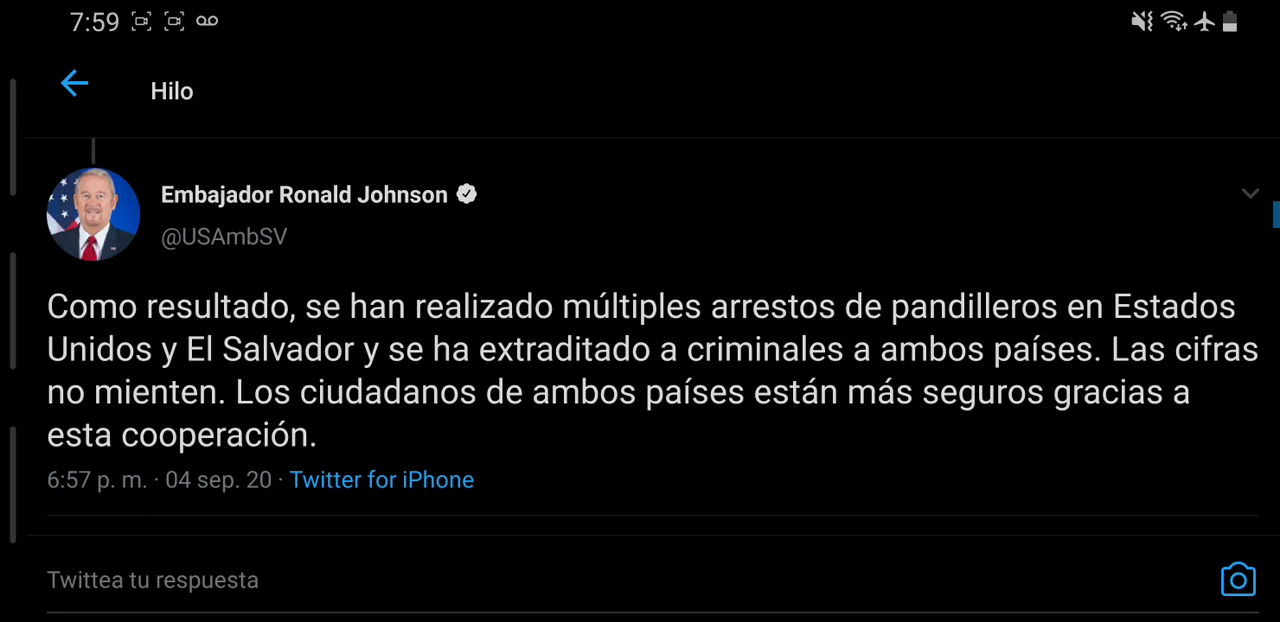 7:59
Hilo
Embajador Ronald Johnson
@USAmbSV
Como resultado, se han realizado múltiples arrestos de pandilleros en Estados
Unidos y El Salvador y se ha extraditado a criminales a ambos países. Las cifras
no mienten. Los ciudadanos de ambos países están más seguros gracias a
esta cooperación.
6:57 p. m. · 04 sep. 20 · Twitter for iPhone
Twittea tu respuesta